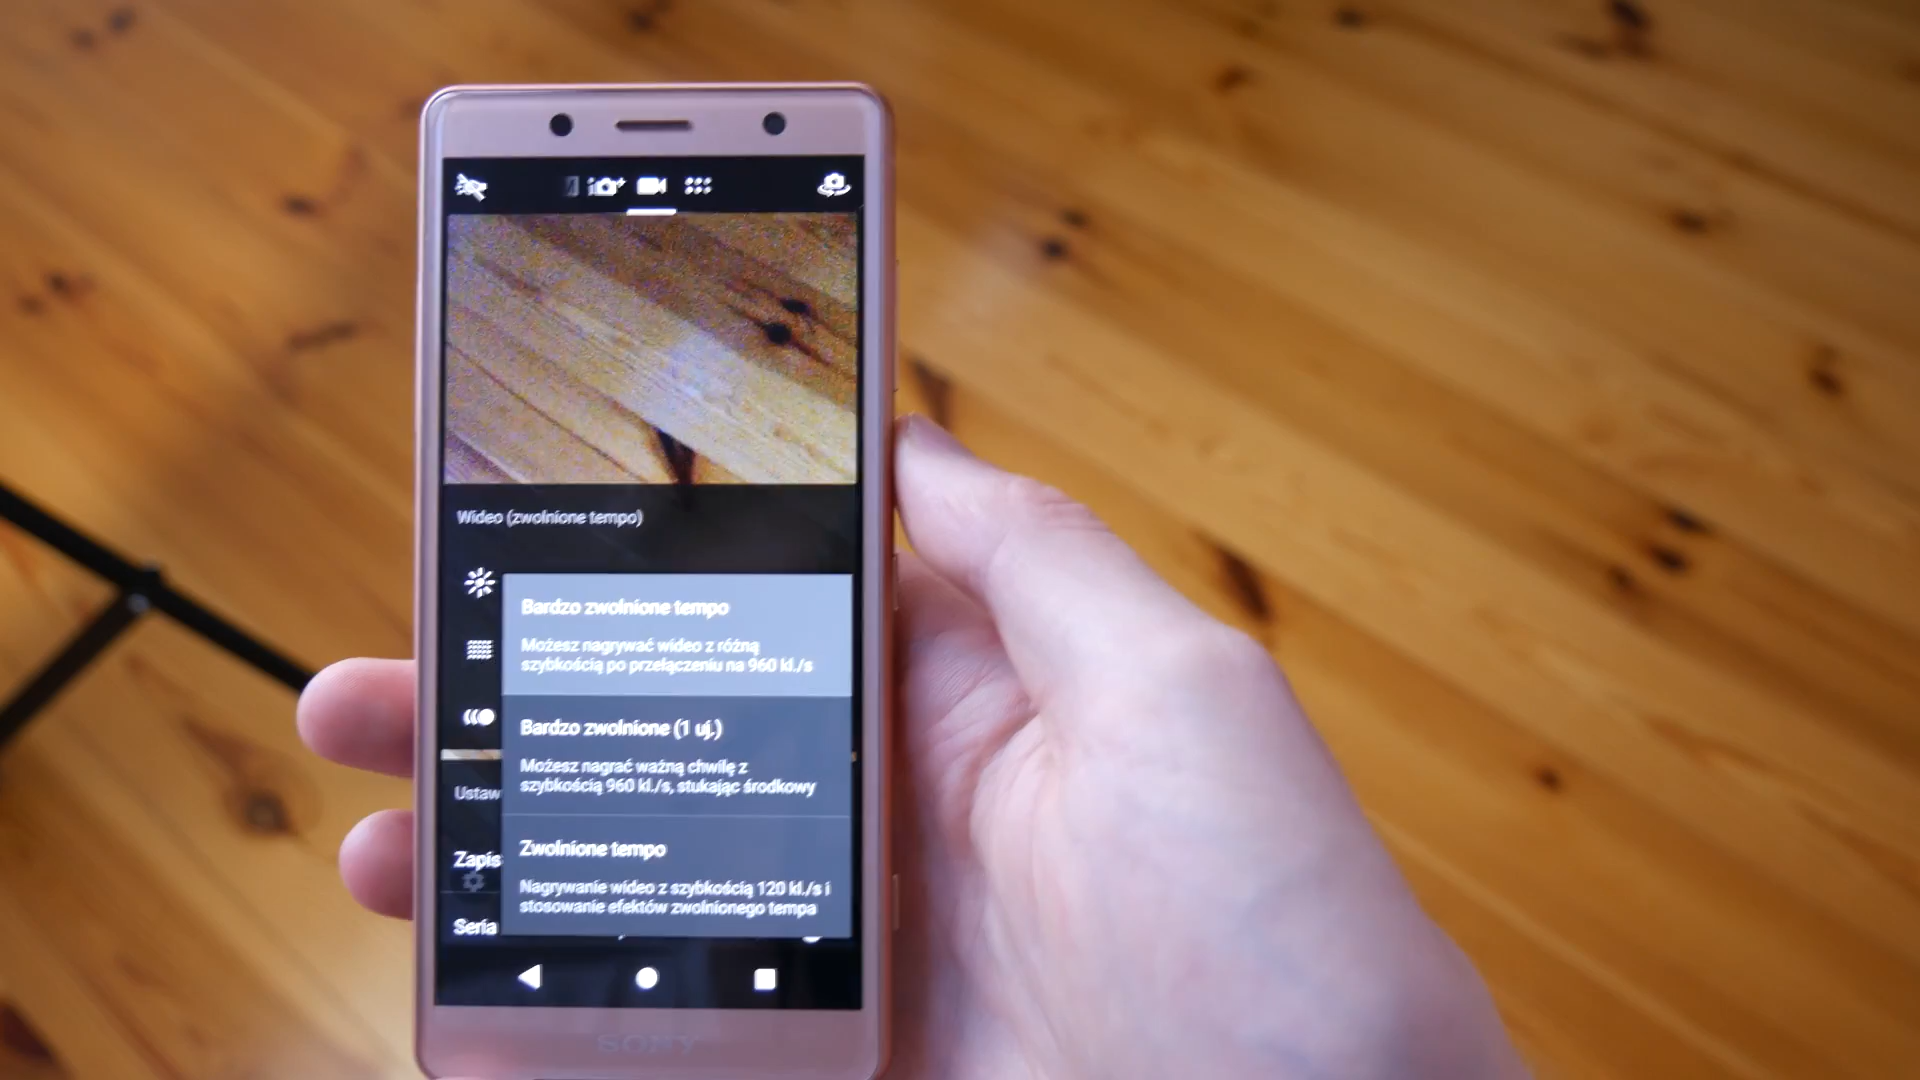 Wideo (zwolnione tempo)
Bardzo zwolnione tempo
Możesz nagrywać wideo z różną
szybkością po przełączeniu na 960 kl./s
Bardzo zwolnione (1 uj.)
Możesz nagrać ważną chwilę z
szybkością 960 kl./s, stukając środkowy
Ustaw
Zwolnione tempo
Zapis
Nagrywanie wideo z szybkością 120 kl./s i
stosowanie efektów zwolnionego tempa
Seria
SONY